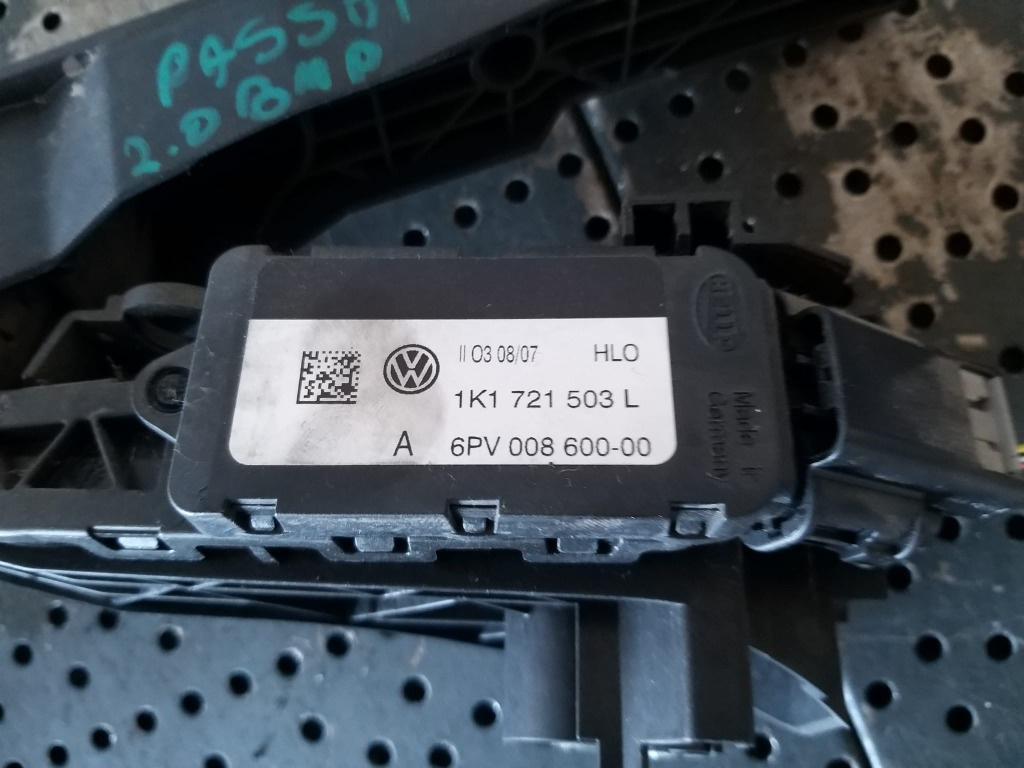 PASSAT
2.0 BMP
HELLA
II 03 08/07 HLO
1K1 721 503 L
A 6PV 008 600-00
Made in
Germany